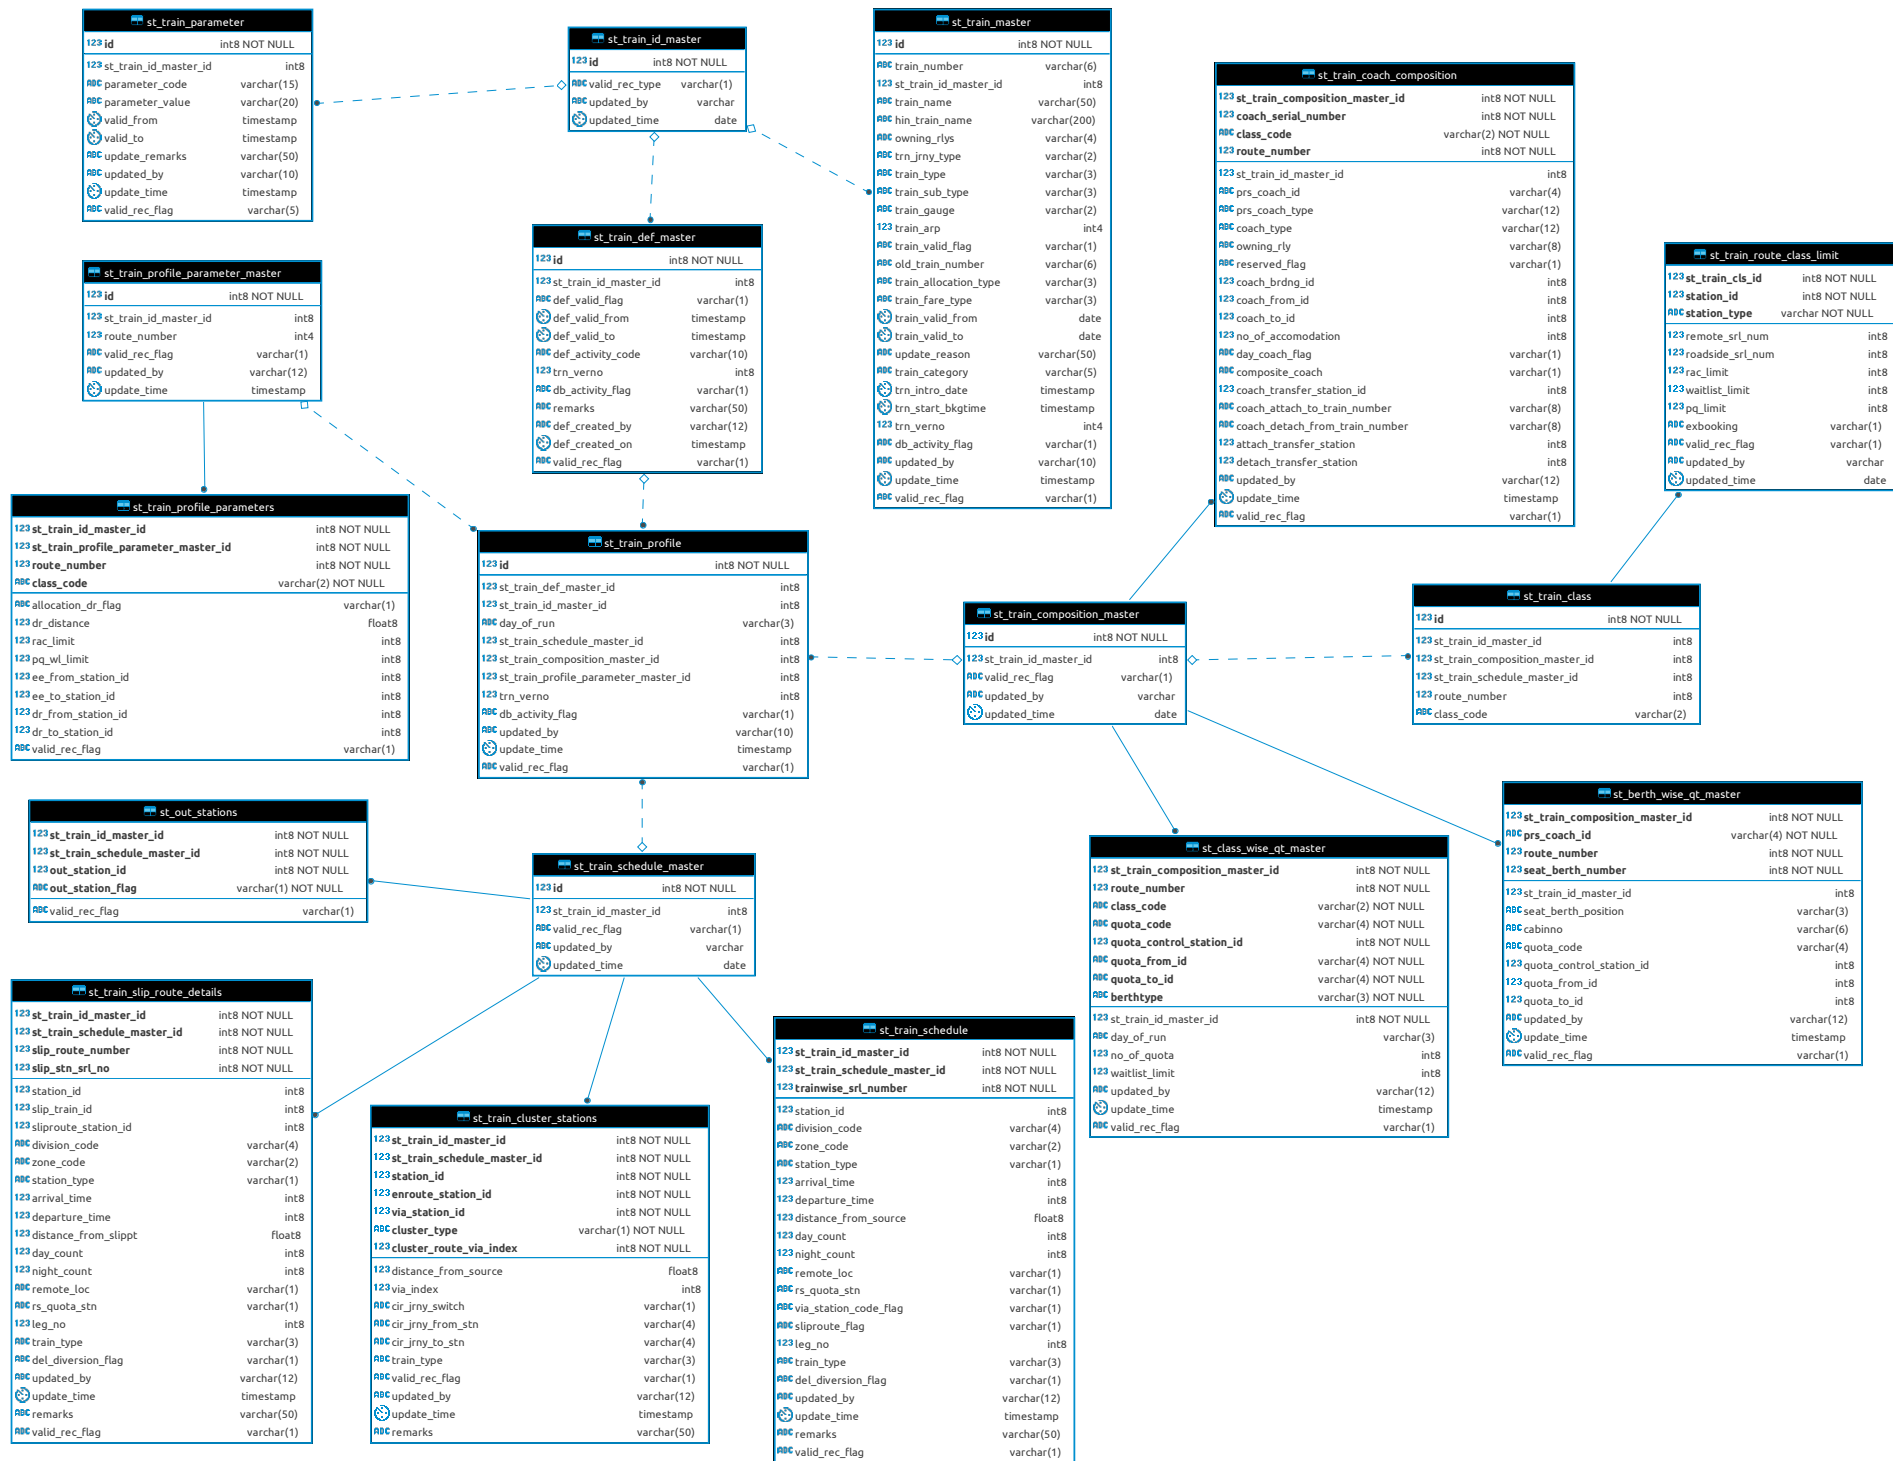 st_train_parameter
id int8 NOT NULL
st_train_id_master_id int8
parameter_code varchar(15)
parameter_value varchar(20)
valid_from timestamp
valid_to timestamp
update_remarks varchar(50)
updated_by varchar(10)
update_time timestamp
valid_rec_flag varchar(5)
st_train_id_master
id int8 NOT NULL
valid_rec_type varchar(1)
updated_by varchar
updated_time date
st_train_master
id int8 NOT NULL
train_number varchar(6)
st_train_id_master_id int8
train_name varchar(50)
hin_train_name varchar(200)
owning_rlys varchar(4)
trn_jrny_type varchar(2)
train_type varchar(3)
train_sub_type varchar(3)
train_gauge varchar(2)
train_arp int4
train_valid_flag varchar(1)
old_train_number varchar(6)
train_allocation_type varchar(3)
train_fare_type varchar(3)
train_valid_from date
train_valid_to date
update_reason varchar(50)
train_category varchar(5)
trn_intro_date timestamp
trn_start_bkgtime timestamp
trn_verno int4
db_activity_flag varchar(1)
updated_by varchar(10)
update_time timestamp
valid_rec_flag varchar(1)
st_train_coach_composition
st_train_composition_master_id int8 NOT NULL
coach_serial_number int8 NOT NULL
class_code varchar(2) NOT NULL
route_number int8 NOT NULL
st_train_id_master_id int8
prs_coach_id varchar(4)
prs_coach_type varchar(12)
coach_type varchar(12)
owning_rly varchar(8)
reserved_flag varchar(1)
coach_brdng_id int8
coach_from_id int8
coach_to_id int8
no_of_accomodation int8
day_coach_flag varchar(1)
composite_coach varchar(1)
coach_transfer_station_id int8
coach_attach_to_train_number varchar(8)
coach_detach_from_train_number varchar(8)
attach_transfer_station int8
detach_transfer_station int8
updated_by varchar(12)
update_time timestamp
valid_rec_flag varchar(1)
st_train_route_class_limit
st_train_cls_id int8 NOT NULL
station_id int8 NOT NULL
station_type varchar NOT NULL
remote_srl_num int8
roadside_srl_num int8
rac_limit int8
waitlist_limit int8
pq_limit int8
exbooking varchar(1)
valid_rec_flag varchar(1)
updated_by varchar
updated_time date
st_train_def_master
id int8 NOT NULL
st_train_id_master_id int8
def_valid_flag varchar(1)
def_valid_from timestamp
def_valid_to timestamp
def_activity_code varchar(10)
trn_verno int8
db_activity_flag varchar(1)
remarks varchar(50)
def_created_by varchar(12)
def_created_on timestamp
valid_rec_flag varchar(1)
st_train_profile_parameter_master
id int8 NOT NULL
st_train_id_master_id int8
route_number int4
valid_rec_flag varchar(1)
updated_by varchar(12)
update_time timestamp
st_train_profile_parameters
st_train_id_master_id int8 NOT NULL
st_train_profile_parameter_master_id int8 NOT NULL
route_number int8 NOT NULL
class_code varchar(2) NOT NULL
allocation_dr_flag varchar(1)
dr_distance float8
rac_limit int8
pq_wl_limit int8
ee_from_station_id int8
ee_to_station_id int8
dr_from_station_id int8
dr_to_station_id int8
valid_rec_flag varchar(1)
st_train_profile
id int8 NOT NULL
st_train_def_master_id int8
st_train_id_master_id int8
day_of_run varchar(3)
st_train_schedule_master_id int8
st_train_composition_master_id int8
st_train_profile_parameter_master_id int8
trn_verno int8
db_activity_flag varchar(1)
updated_by varchar(10)
update_time timestamp
valid_rec_flag varchar(1)
st_train_composition_master
id int8 NOT NULL
st_train_id_master_id int8
valid_rec_flag varchar(1)
updated_by varchar
updated_time date
st_train_class
id int8 NOT NULL
st_train_id_master_id int8
st_train_composition_master_id int8
st_train_schedule_master_id int8
route_number int8
class_code varchar(2)
st_out_stations
st_train_id_master_id int8 NOT NULL
st_train_schedule_master_id int8 NOT NULL
out_station_id int8 NOT NULL
out_station_flag varchar(1) NOT NULL
valid_rec_flag varchar(1)
st_train_schedule_master
id int8 NOT NULL
st_train_id_master_id int8
valid_rec_flag varchar(1)
updated_by varchar
updated_time date
st_class_wise_qt_master
st_train_composition_master_id int8 NOT NULL
route_number int8 NOT NULL
class_code varchar(2) NOT NULL
quota_code varchar(4) NOT NULL
quota_control_station_id int8 NOT NULL
quota_from_id varchar(4) NOT NULL
quota_to_id varchar(4) NOT NULL
berthtype varchar(3) NOT NULL
st_train_id_master_id int8 NOT NULL
day_of_run varchar(3)
no_of_quota int8
waitlist_limit int8
updated_by varchar(12)
update_time timestamp
valid_rec_flag varchar(1)
st_berth_wise_qt_master
st_train_composition_master_id int8 NOT NULL
prs_coach_id varchar(4) NOT NULL
route_number int8 NOT NULL
seat_berth_number int8 NOT NULL
st_train_id_master_id int8
seat_berth_position varchar(3)
cabinno varchar(6)
quota_code varchar(4)
quota_control_station_id int8
quota_from_id int8
quota_to_id int8
updated_by varchar(12)
update_time timestamp
valid_rec_flag varchar(1)
st_train_slip_route_details
st_train_id_master_id int8 NOT NULL
st_train_schedule_master_id int8 NOT NULL
slip_route_number int8 NOT NULL
slip_stn_srl_no int8 NOT NULL
station_id int8
slip_train_id int8
sliproute_station_id int8
division_code varchar(4)
zone_code varchar(2)
station_type varchar(1)
arrival_time int8
departure_time int8
distance_from_slippt float8
day_count int8
night_count int8
remote_loc varchar(1)
rs_quota_stn varchar(1)
leg_no int8
train_type varchar(3)
del_diversion_flag varchar(1)
updated_by varchar(12)
update_time timestamp
remarks varchar(50)
valid_rec_flag varchar(1)
st_train_cluster_stations
st_train_id_master_id int8 NOT NULL
st_train_schedule_master_id int8 NOT NULL
station_id int8 NOT NULL
enroute_station_id int8 NOT NULL
via_station_id int8 NOT NULL
cluster_type varchar(1) NOT NULL
cluster_route_via_index int8 NOT NULL
distance_from_source float8
via_index int8
cir_jrny_switch varchar(1)
cir_jrny_from_stn varchar(4)
cir_jrny_to_stn varchar(4)
train_type varchar(3)
valid_rec_flag varchar(1)
updated_by varchar(12)
update_time timestamp
remarks varchar(50)
st_train_schedule
st_train_id_master_id int8 NOT NULL
st_train_schedule_master_id int8 NOT NULL
trainwise_srl_number int8 NOT NULL
station_id int8
division_code varchar(4)
zone_code varchar(2)
station_type varchar(1)
arrival_time int8
departure_time int8
distance_from_source float8
day_count int8
night_count int8
remote_loc varchar(1)
rs_quota_stn varchar(1)
via_station_code_flag varchar(1)
sliproute_flag varchar(1)
leg_no int8
train_type varchar(3)
del_diversion_flag varchar(1)
updated_by varchar(12)
update_time timestamp
remarks varchar(50)
valid_rec_flag varchar(1)